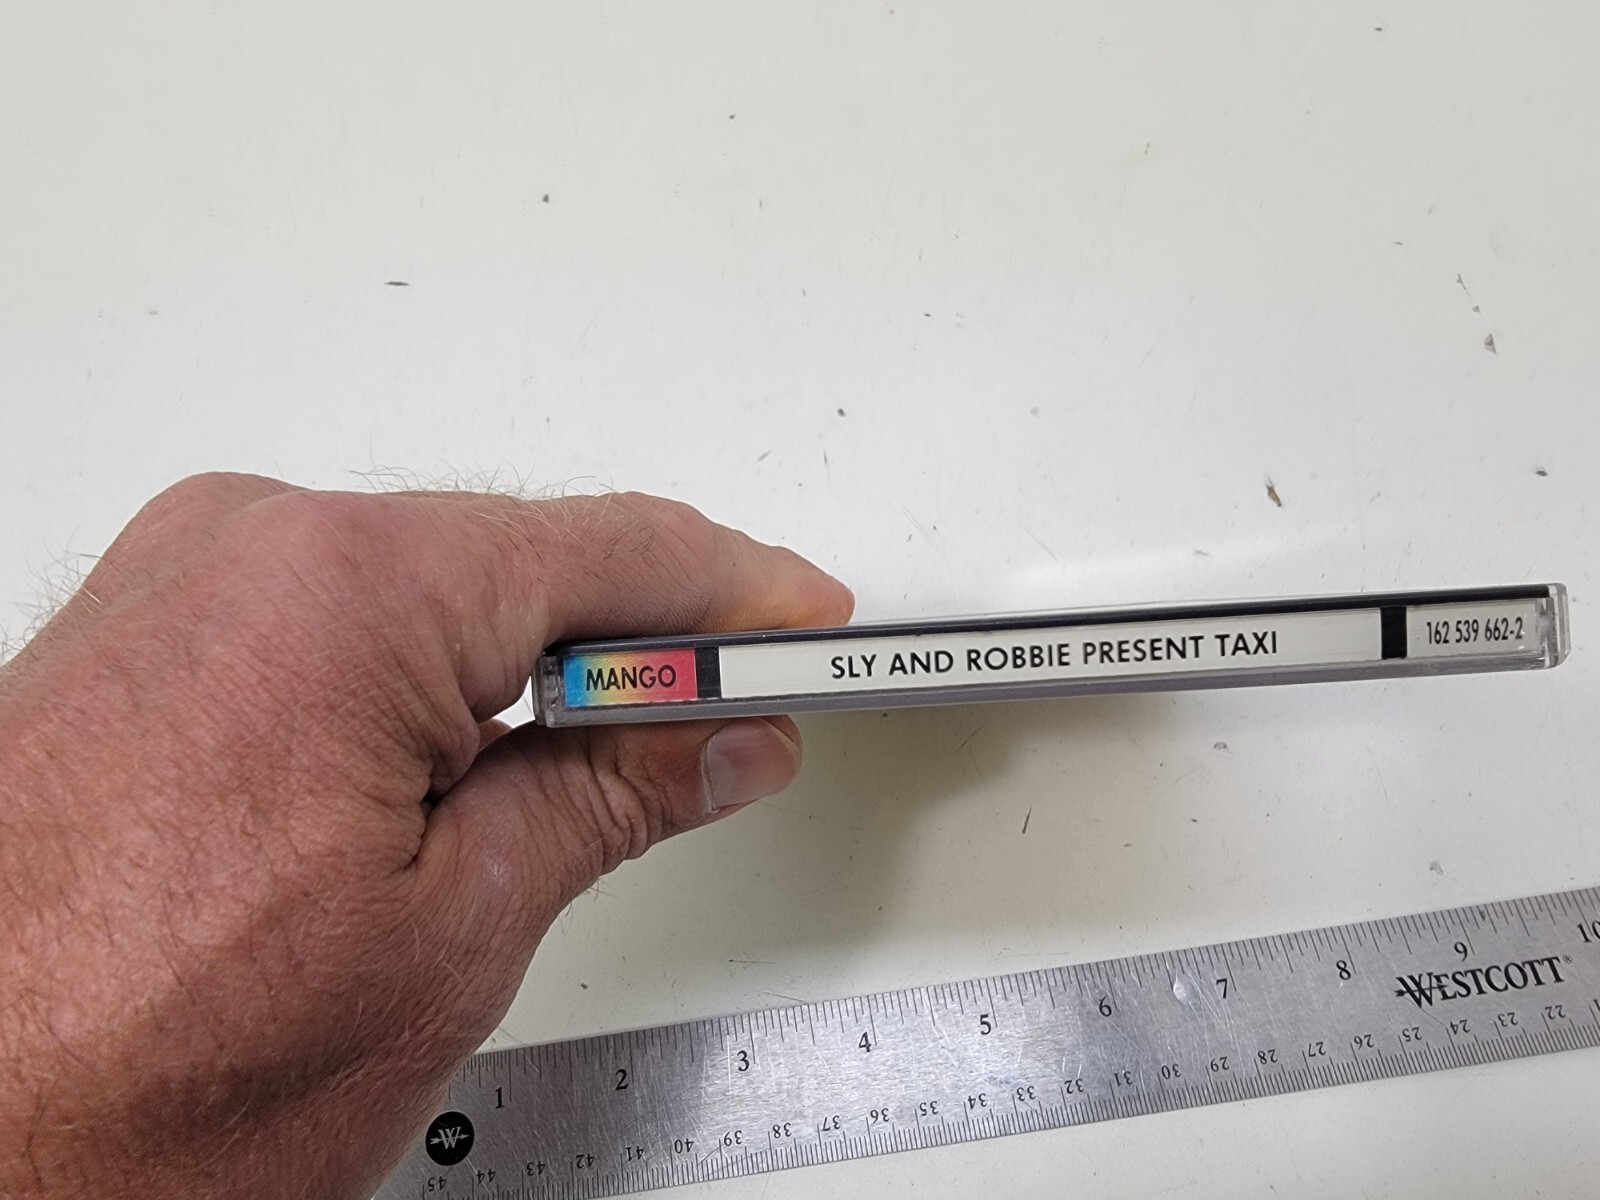 MANGO SLY AND ROBBIE PRESENT TAXI 162 539 662-2
1 2 3 4 5 6 7 8 9 10
WESTCOTT®
W
45 44 43 42 41 40 39 38 37 36 35 34 33 32 31 30 29 28 27 26 25 24 23 22